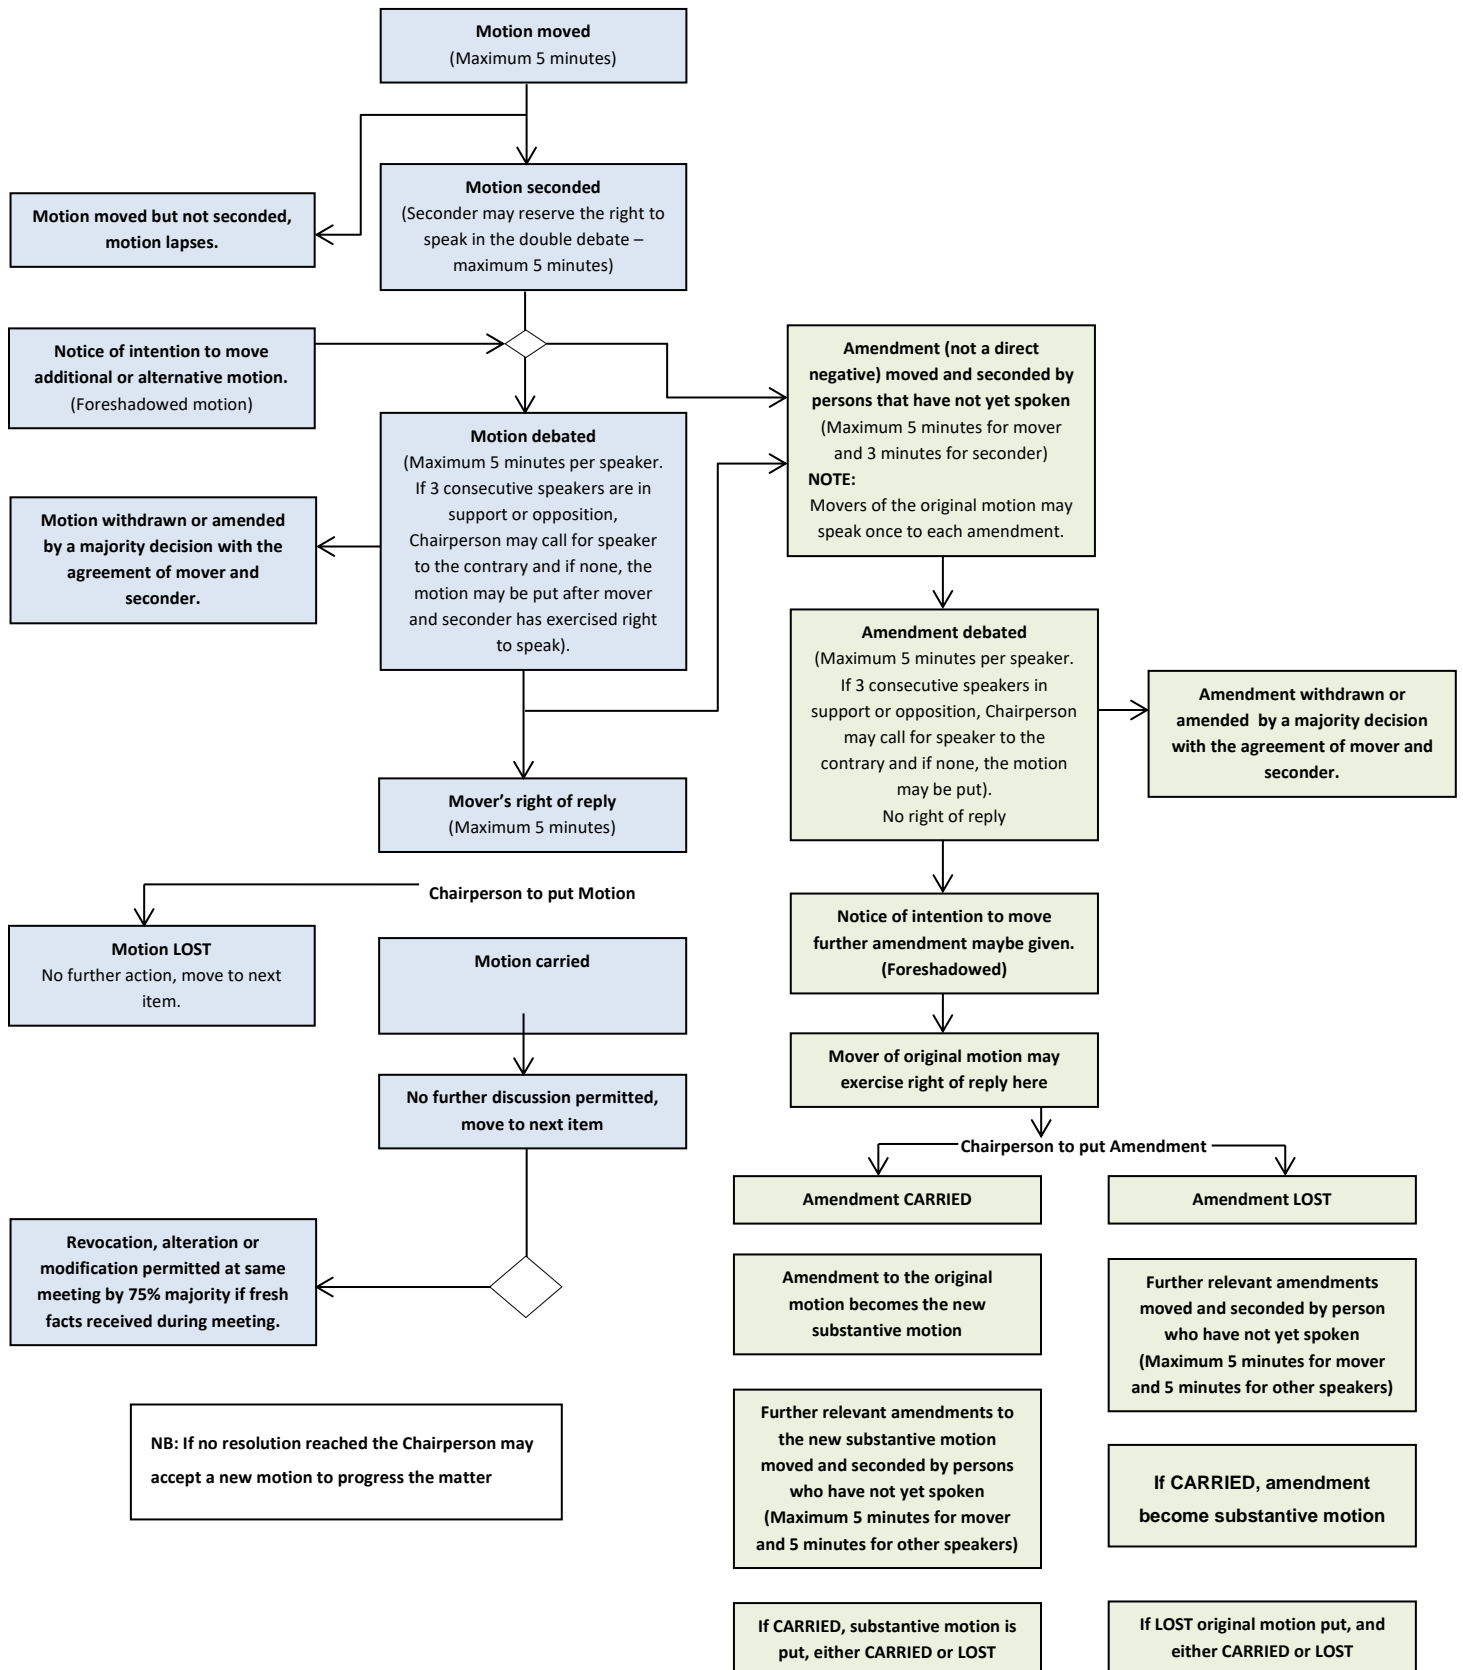 Motion moved
(Maximum 5 minutes)
Motion seconded
(Seconder may reserve the right to
speak in the double debate –
maximum 5 minutes)
Motion moved but not seconded,
motion lapses.
Notice of intention to move
additional or alternative motion.
(Foreshadowed motion)
Motion debated
(Maximum 5 minutes per speaker.
If 3 consecutive speakers are in
support or opposition,
Chairperson may call for speaker
to the contrary and if none, the
motion may be put after mover
and seconder has exercised right
to speak).
Motion withdrawn or amended
by a majority decision with the
agreement of mover and
seconder.
Mover’s right of reply
(Maximum 5 minutes)
Chairperson to put Motion
Motion LOST
No further action, move to next
item.
Motion carried
No further discussion permitted,
move to next item
Revocation, alteration or
modification permitted at same
meeting by 75% majority if fresh
facts received during meeting.
NB: If no resolution reached the Chairperson may
accept a new motion to progress the matter
Amendment (not a direct
negative) moved and seconded by
persons that have not yet spoken
(Maximum 5 minutes for mover
and 3 minutes for seconder)
NOTE:
Movers of the original motion may
speak once to each amendment.
Amendment debated
(Maximum 5 minutes per speaker.
If 3 consecutive speakers in
support or opposition, Chairperson
may call for speaker to the
contrary and if none, the motion
may be put).
No right of reply
Amendment withdrawn or
amended by a majority decision
with the agreement of mover and
seconder.
Notice of intention to move
further amendment maybe given.
(Foreshadowed)
Mover of original motion may
exercise right of reply here
Chairperson to put Amendment
Amendment CARRIED
Amendment to the original
motion becomes the new
substantive motion
Further relevant amendments to
the new substantive motion
moved and seconded by persons
who have not yet spoken
(Maximum 5 minutes for mover
and 5 minutes for other speakers)
If CARRIED, substantive motion is
put, either CARRIED or LOST
Amendment LOST
Further relevant amendments
moved and seconded by person
who have not yet spoken
(Maximum 5 minutes for mover
and 5 minutes for other speakers)
If CARRIED, amendment
become substantive motion
If LOST original motion put, and
either CARRIED or LOST